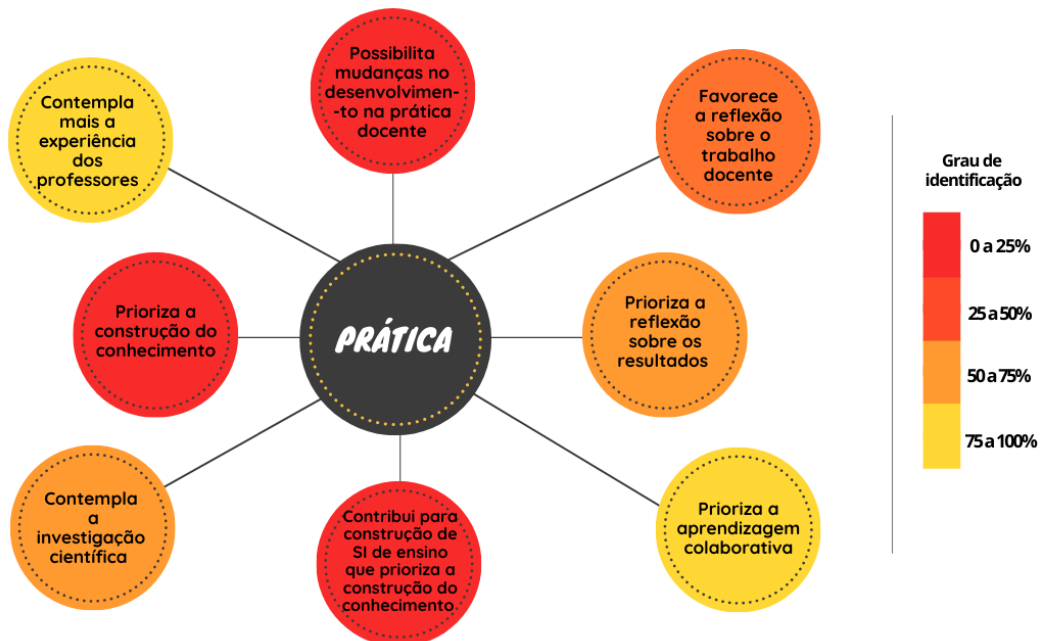 Possibilita
mudanças no
desenvolvimen-
-to na prática
docente
Contempla
mais a
experiência
dos
professores
Favorece
a reflexão
sobre o
trabalho
docente
Prioriza a
construção do
conhecimento
PRÁTICA
Prioriza a
reflexão
sobre os
resultados
Contempla
a
investigação
científica
Contribui para
construção de
SI de ensino
que prioriza a
construção do
conhecimento
Prioriza a
aprendizagem
colaborativa
Grau de
identificação
0 a 25%
25 a 50%
50 a 75%
75 a 100%